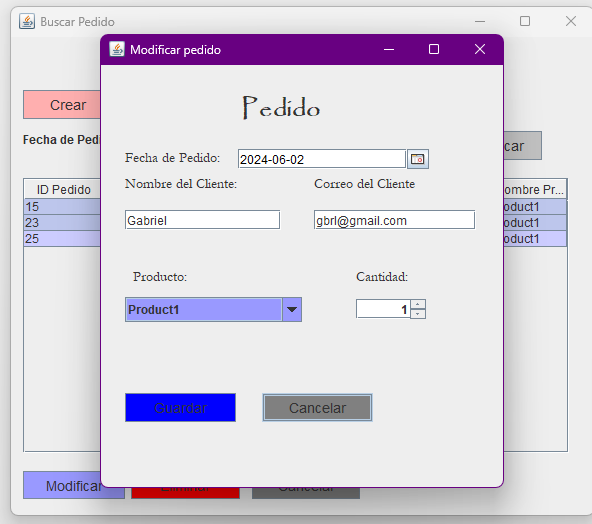 Buscar Pedido
Modificar pedido
Crear
Pedido
Fecha de Pedi
car
Fecha de Pedido: 2024-06-02
Nombre del Cliente: Correo del Cliente
ID Pedido
ombre Pr...
15
oduct1
Gabriel gbrl@gmail.com
23
oduct1
25
oduct1
Producto: Cantidad:
Product1 1
Guardar Cancelar
Modificar Eliminar Cancelar